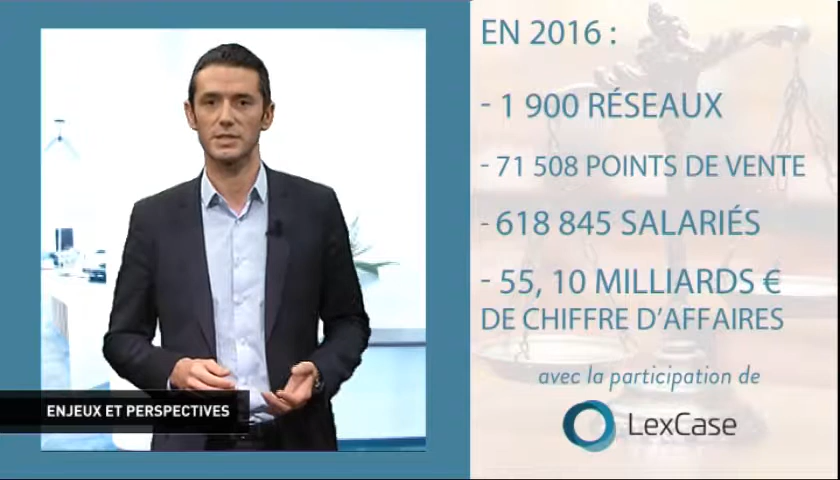 EN 2016 :
- 1 900 RÉSEAUX
- 71 508 POINTS DE VENTE
- 618 845 SALARIÉS
- 55, 10 MILLIARDS €
DE CHIFFRE D'AFFAIRES
avec la participation de
LexCase
ENJEUX ET PERSPECTIVES